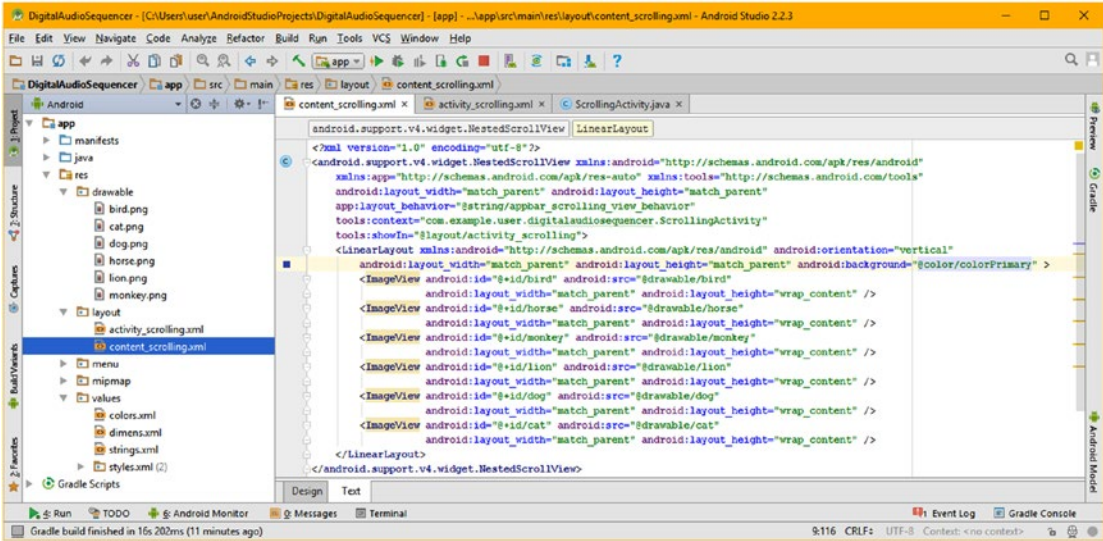 DigitalAudioSequencer - [C:\Users\user\AndroidStudioProjects\DigitalAudioSequencer] - [app] - ...\app\src\main\res\layout\content_scrolling.xml - Android Studio 2.2.3
File Edit View Navigate Code Analyze Refactor Build Run Tools VCS Window Help
app
DigitalAudioSequencer app src main res layout content_scrolling.xml
Android
content_scrolling.xml activity_scrolling.xml ScrollingActivity.java
1: Project
2: Structure
Captures
Build Variants
2: Favorites
app
manifests
java
res
drawable
bird.png
cat.png
dog.png
horse.png
lion.png
monkey.png
layout
activity_scrolling.xml
content_scrolling.xml
menu
mipmap
values
colors.xml
dimens.xml
strings.xml
styles.xml (2)
Gradle Scripts
android.support.v4.widget.NestedScrollView LinearLayout
<?xml version="1.0" encoding="utf-8"?>
<android.support.v4.widget.NestedScrollView xmlns:android="http://schemas.android.com/apk/res/android"
xmlns:app="http://schemas.android.com/apk/res-auto" xmlns:tools="http://schemas.android.com/tools"
android:layout_width="match_parent" android:layout_height="match_parent"
app:layout_behavior="@string/appbar_scrolling_view_behavior"
tools:context="com.example.user.digitalaudiosequencer.ScrollingActivity"
tools:showIn="@layout/activity_scrolling">
<LinearLayout xmlns:android="http://schemas.android.com/apk/res/android" android:orientation="vertical"
android:layout_width="match_parent" android:layout_height="match_parent" android:background="@color/colorPrimary" >
<ImageView android:id="@+id/bird" android:src="@drawable/bird"
android:layout_width="match_parent" android:layout_height="wrap_content" />
<ImageView android:id="@+id/horse" android:src="@drawable/horse"
android:layout_width="match_parent" android:layout_height="wrap_content" />
<ImageView android:id="@+id/monkey" android:src="@drawable/monkey"
android:layout_width="match_parent" android:layout_height="wrap_content" />
<ImageView android:id="@+id/lion" android:src="@drawable/lion"
android:layout_width="match_parent" android:layout_height="wrap_content" />
<ImageView android:id="@+id/dog" android:src="@drawable/dog"
android:layout_width="match_parent" android:layout_height="wrap_content" />
<ImageView android:id="@+id/cat" android:src="@drawable/cat"
android:layout_width="match_parent" android:layout_height="wrap_content" />
</LinearLayout>
</android.support.v4.widget.NestedScrollView>
Preview
Gradle
Android Model
Design Text
4: Run TODO 6: Android Monitor 0: Messages Terminal Event Log Gradle Console
Gradle build finished in 16s 202ms (11 minutes ago) 9:116 CRLF UTF-8 Context: <no context>